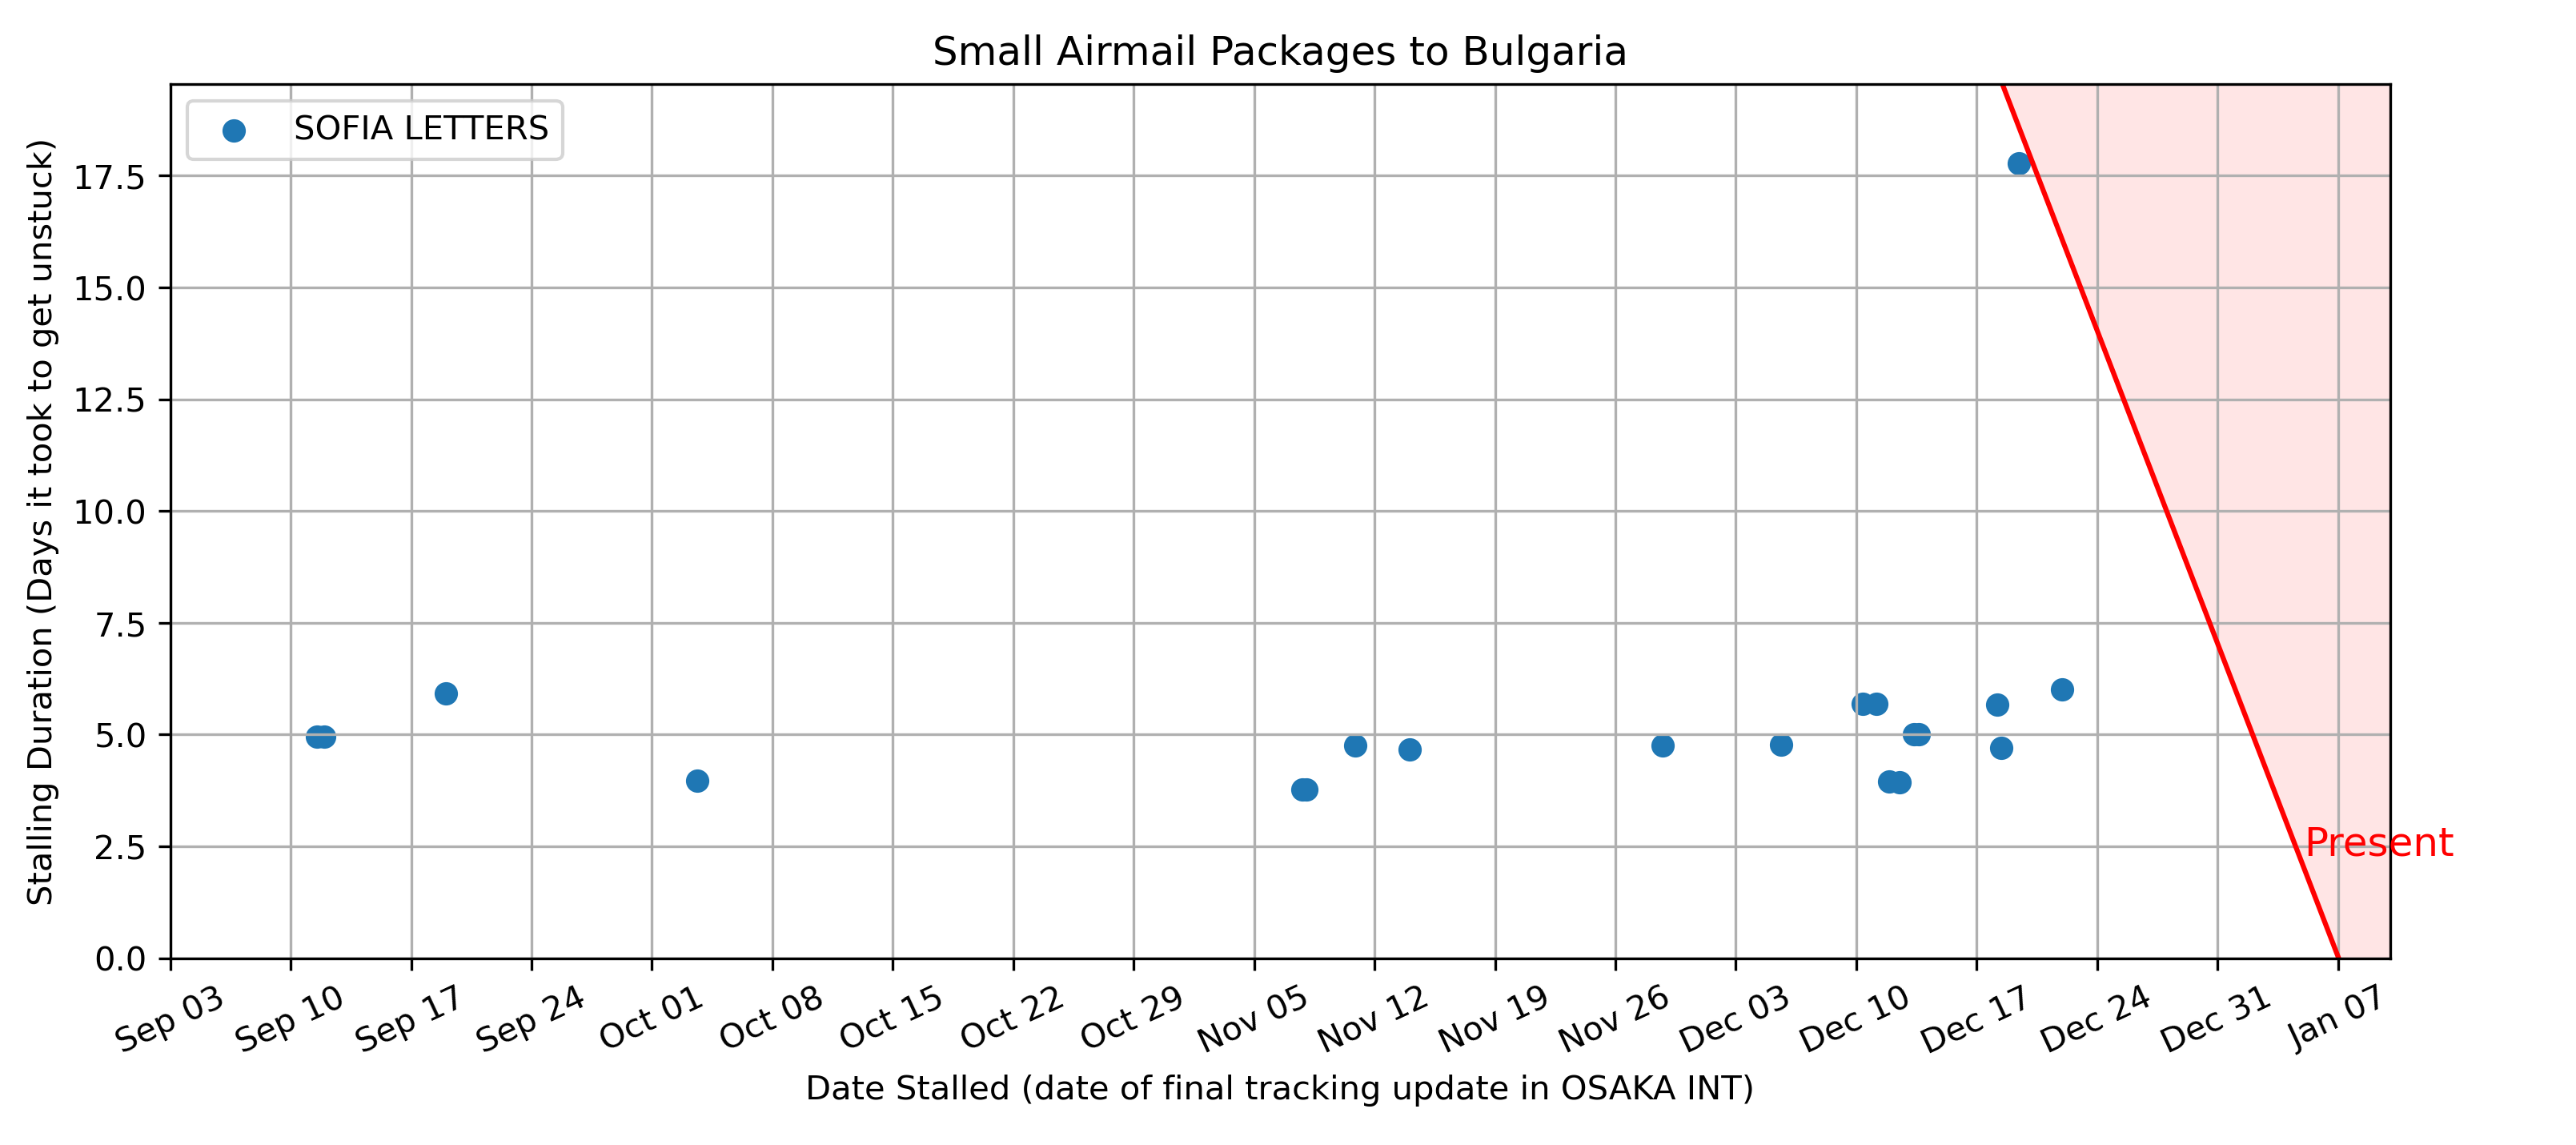 Small Airmail Packages to Bulgaria
SOFIA LETTERS
Stalling Duration (Days it took to get unstuck)
17.5
15.0
12.5
10.0
7.5
5.0
2.5
0.0
Present
Sep 03 Sep 10 Sep 17 Sep 24 Oct 01 Oct 08 Oct 15 Oct 22 Oct 29 Nov 05 Nov 12 Nov 19 Nov 26 Dec 03 Dec 10 Dec 17 Dec 24 Dec 31 Jan 07
Date Stalled (date of final tracking update in OSAKA INT)